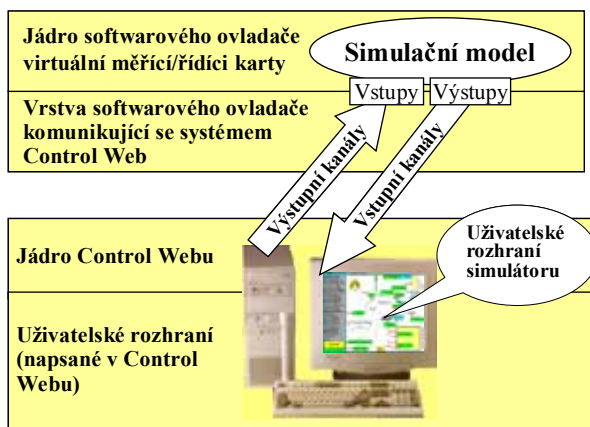 Jádro softwarového ovladače
virtuální měřící/řídíci karty
Simulační model
Vstupy
Výstupy
Vrstva softwarového ovladače
komunikující se systémem
Control Web
Výstupní kanály
Vstupní kanály
Jádro Control Webu
Uživatelské
rozhraní
simulátoru
Uživatelské rozhraní
(napsané v Control
Webu)